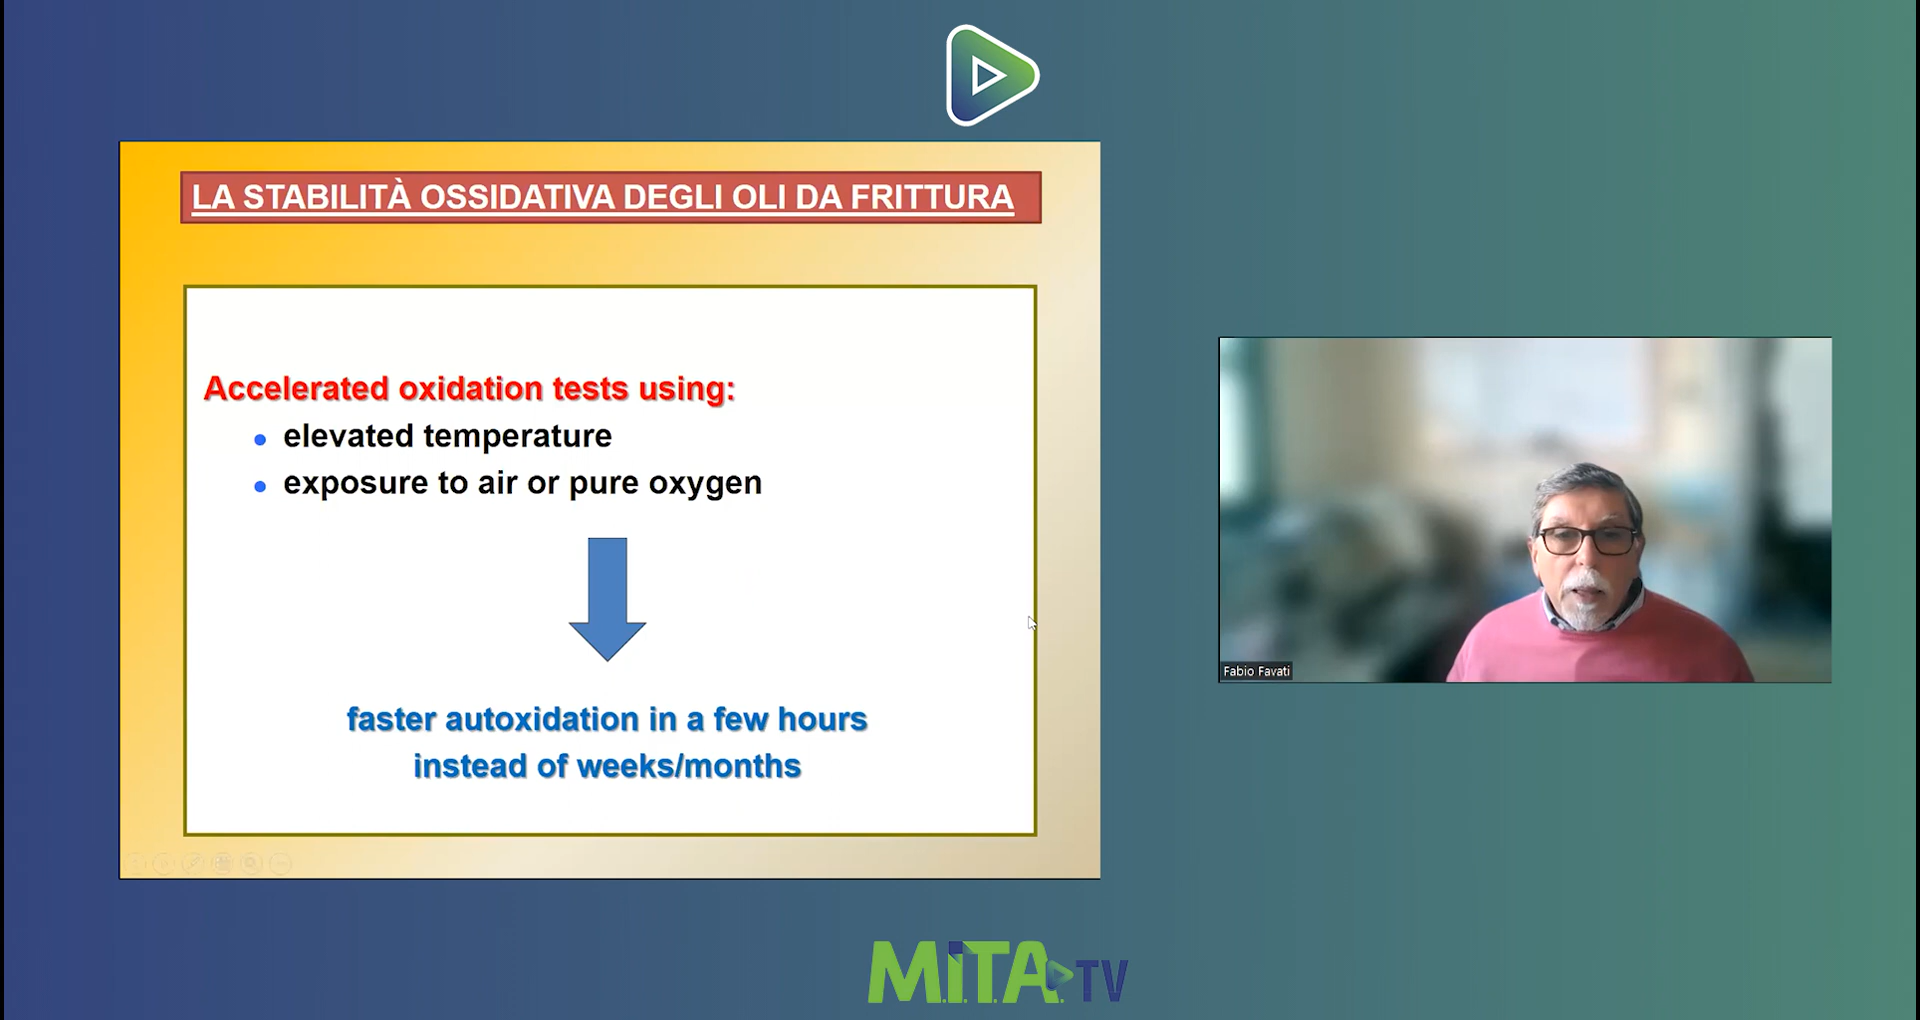 LA STABILITÀ OSSIDATIVA DEGLI OLI DA FRITTURA
Accelerated oxidation tests using:
• elevated temperature
• exposure to air or pure oxygen
faster autoxidation in a few hours
instead of weeks/months
Fabio Favati
M.I.T.A. TV